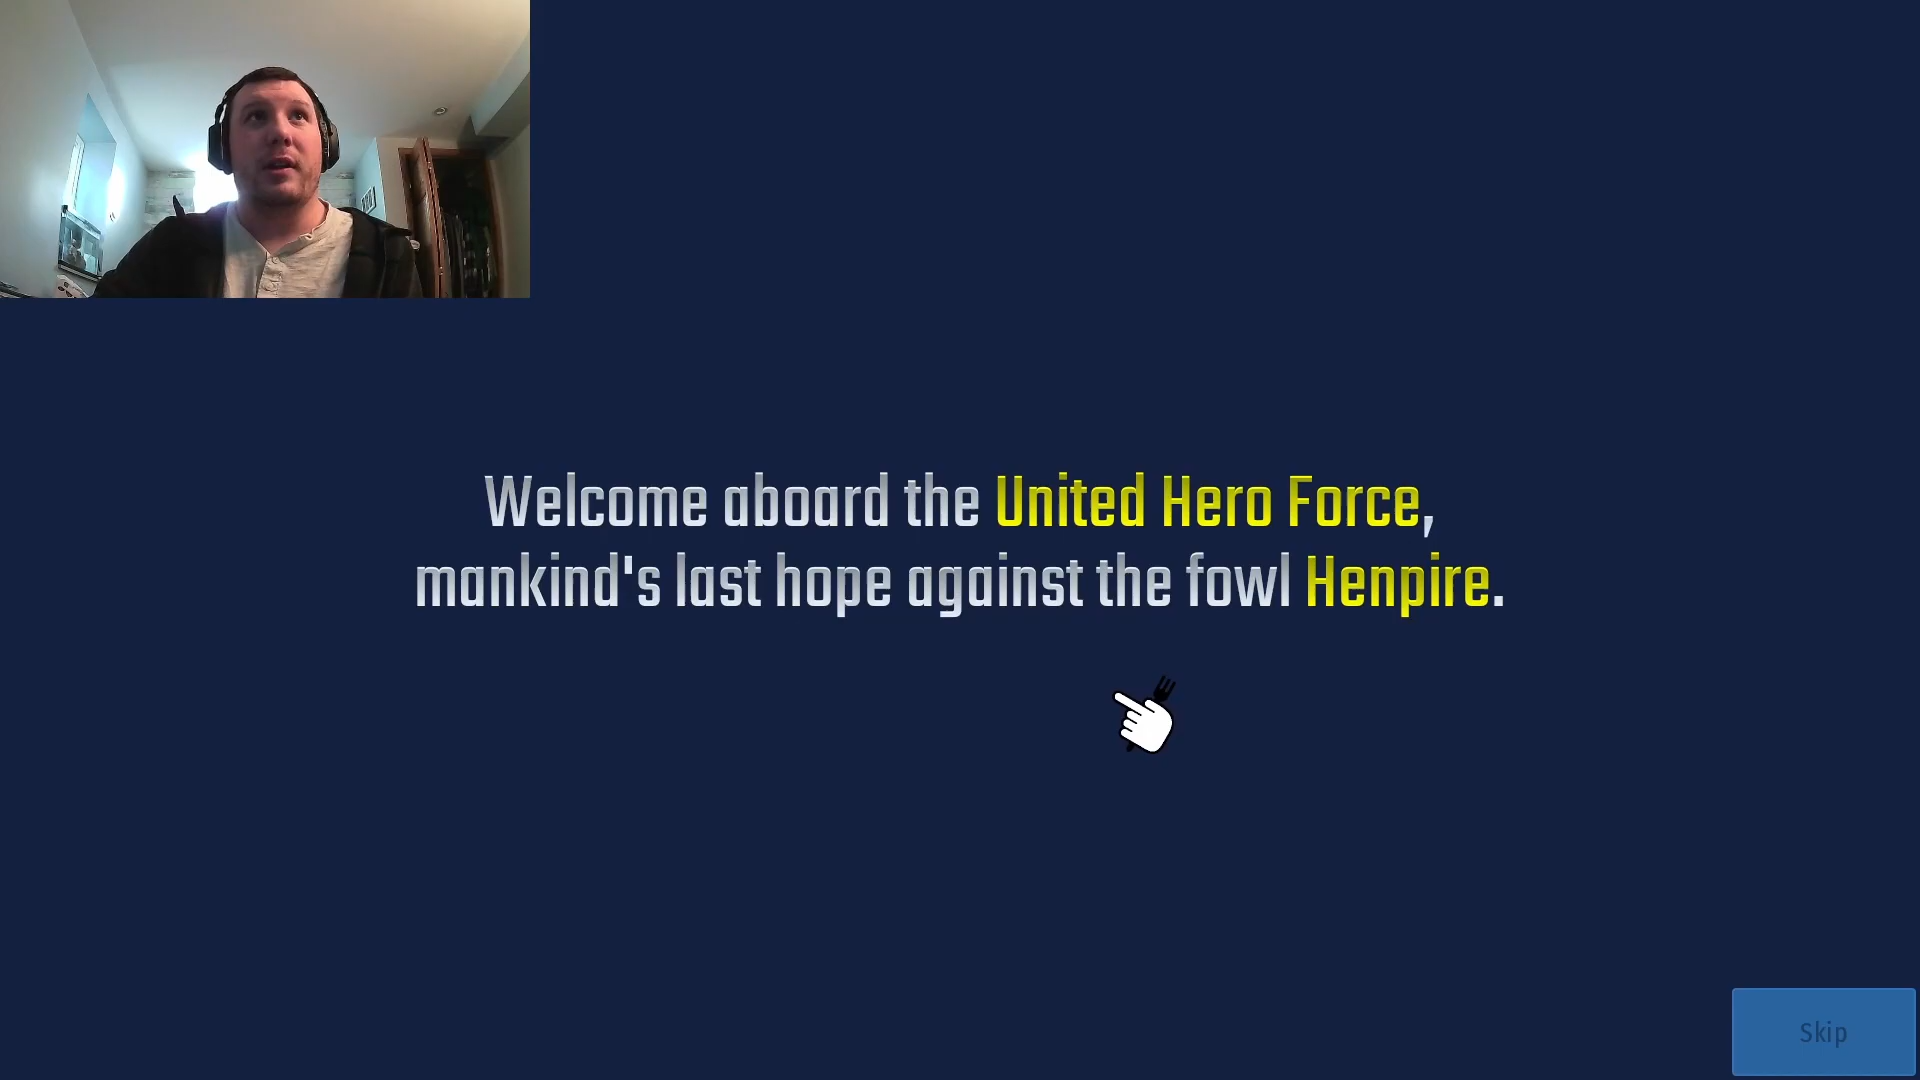 Welcome aboard the United Hero Force,
mankind's last hope against the fowl Henpire.
Skip